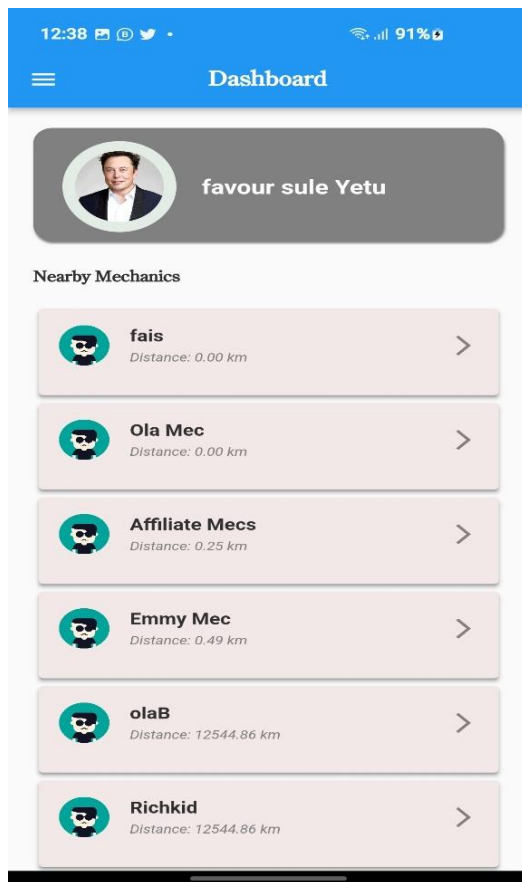 12:38
91%
Dashboard
favour sule Yetu
Nearby Mechanics
fais
Distance: 0.00 km
Ola Mec
Distance: 0.00 km
Affiliate Mecs
Distance: 0.25 km
Emmy Mec
Distance: 0.49 km
olaB
Distance: 12544.86 km
Richkid
Distance: 12544.86 km